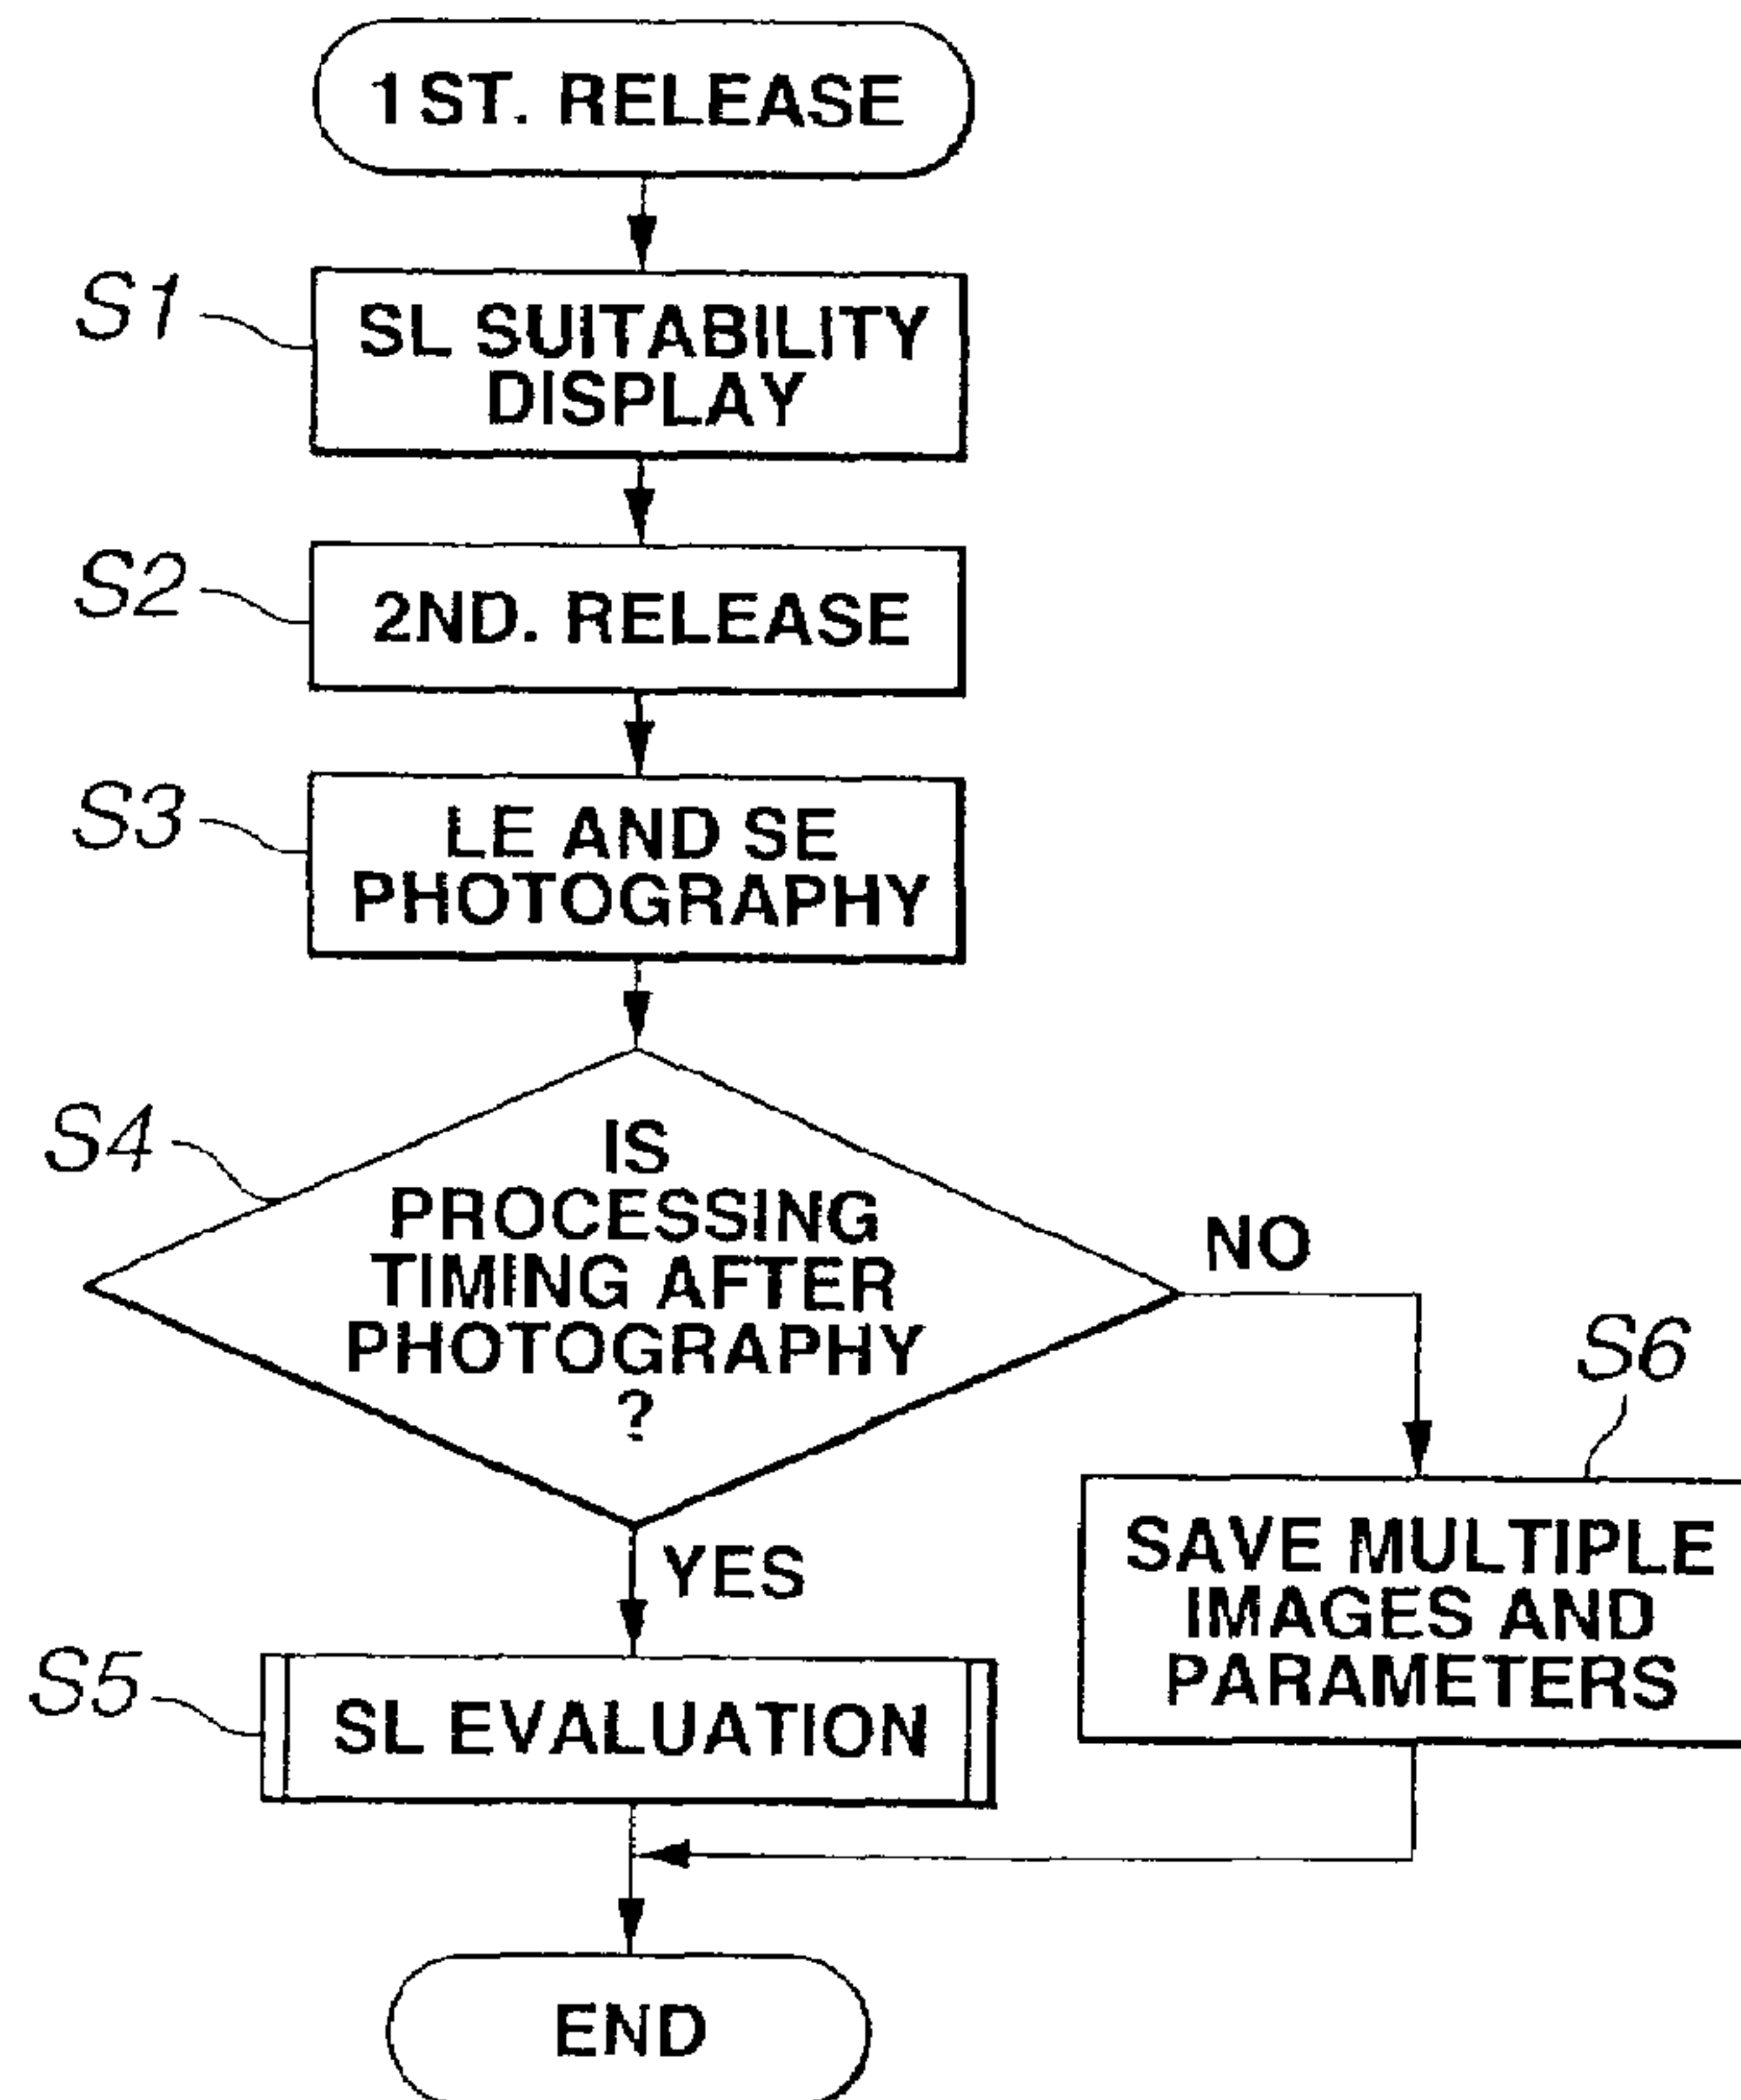 1ST. RELEASE
S1
SL SUITABILITY
DISPLAY
S2
2ND. RELEASE
S3
LE AND SE
PHOTOGRAPHY
S4
IS
PROCESSING
TIMING AFTER
PHOTOGRAPHY
?
NO
YES
S6
SAVE MULTIPLE
IMAGES AND
PARAMETERS
S5
SL EVALUATION
END